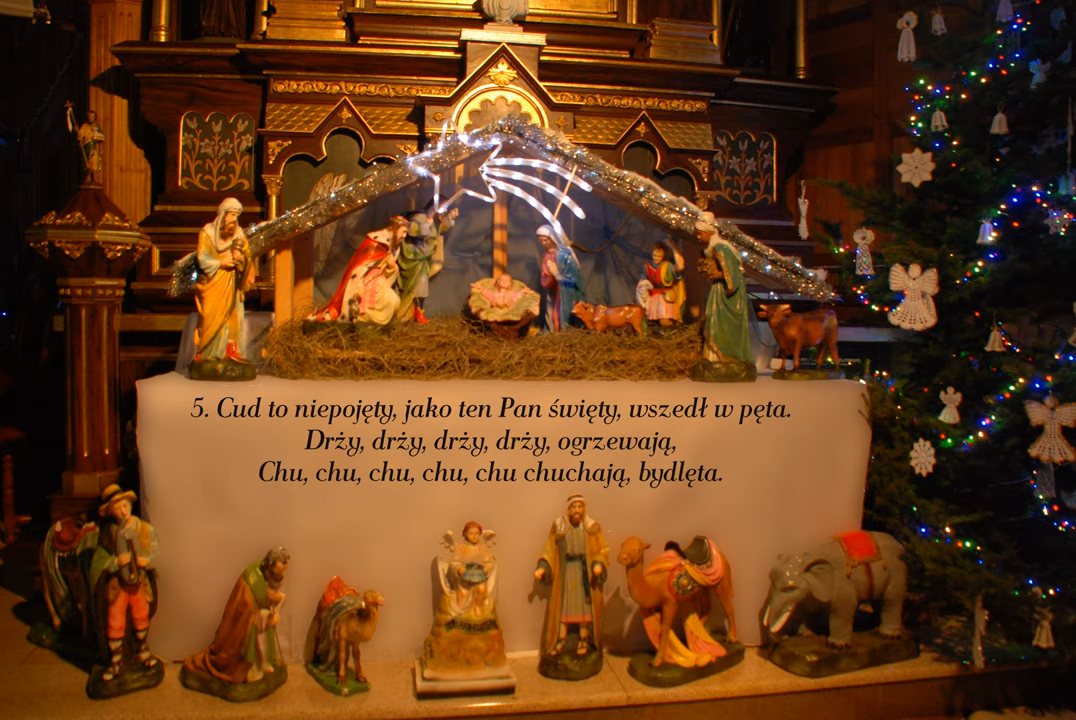 5. Cud to niepojęty, jako ten Pan święty, wszedł w pęta.
Drży, drży, drży, drży, ogrzewają,
Chu, chu, chu, chu, chu chuchają, bydlęta.